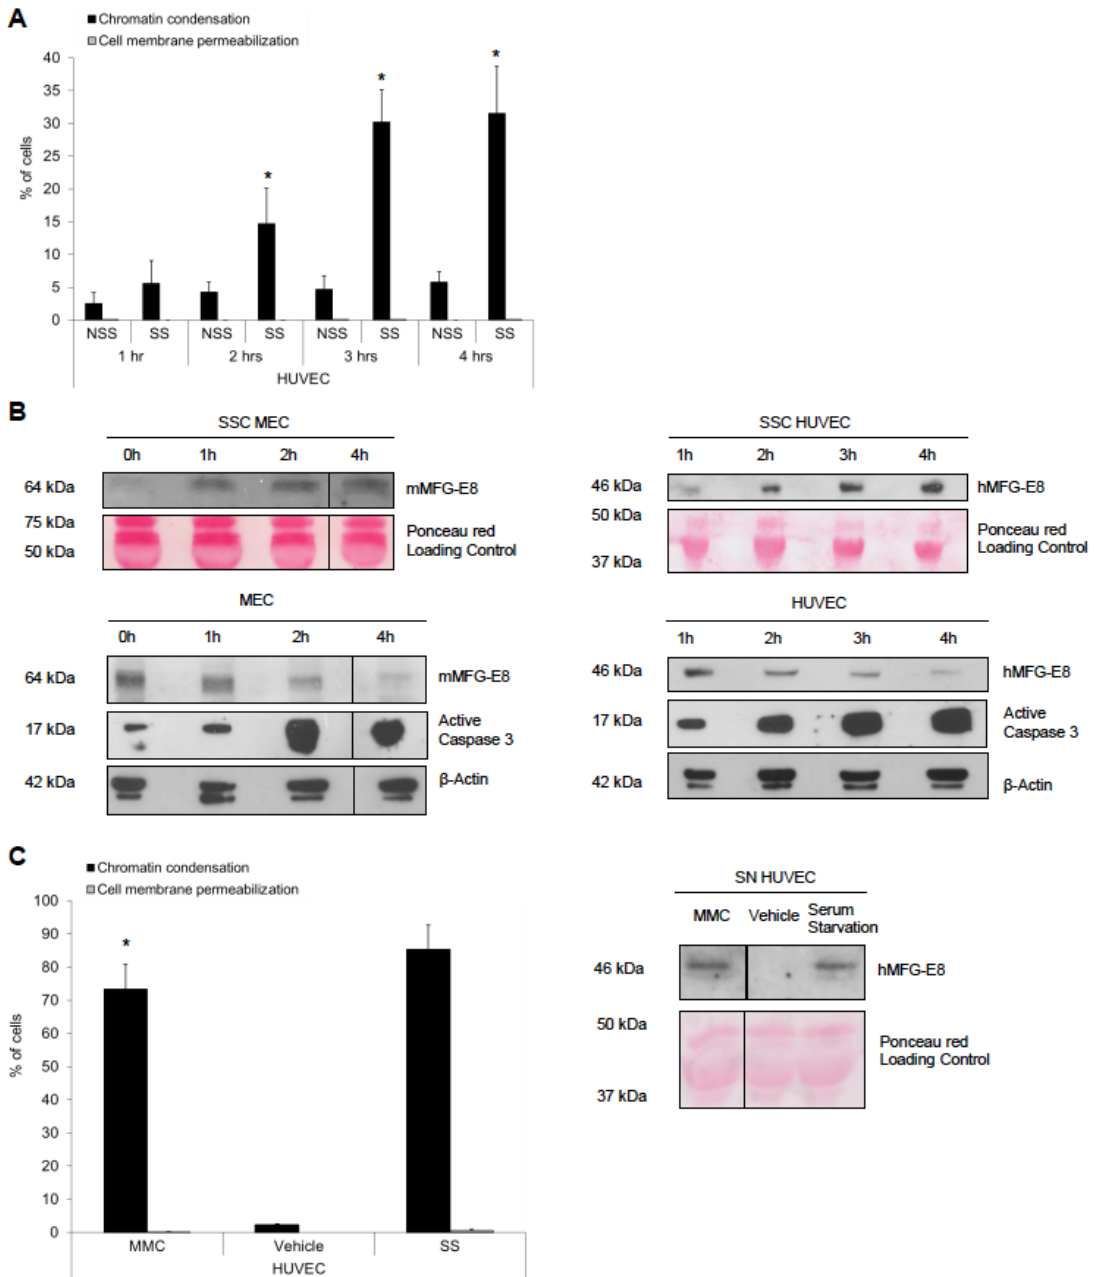 A
■ Chromatin condensation
■ Cell membrane permeabilization
40
35
30
25
20
15
10
5
0
% of cells
* * *
NSS SS NSS SS NSS SS NSS SS
1 hr 2 hrs 3 hrs 4 hrs
HUVEC
B
SSC MEC
0h 1h 2h 4h
64 kDa mMFG-E8
75 kDa
50 kDa
Ponceau red
Loading Control
MEC
0h 1h 2h 4h
64 kDa mMFG-E8
17 kDa
Active
Caspase 3
42 kDa β-Actin
SSC HUVEC
1h 2h 3h 4h
46 kDa hMFG-E8
50 kDa
37 kDa
Ponceau red
Loading Control
HUVEC
1h 2h 3h 4h
46 kDa hMFG-E8
17 kDa
Active
Caspase 3
42 kDa β-Actin
C
■ Chromatin condensation
■ Cell membrane permeabilization
100
90
80
70
60
50
40
30
20
10
0
% of cells
*
MMC Vehicle SS
HUVEC
SN HUVEC
MMC Vehicle Serum
Starvation
46 kDa hMFG-E8
50 kDa
37 kDa
Ponceau red
Loading Control